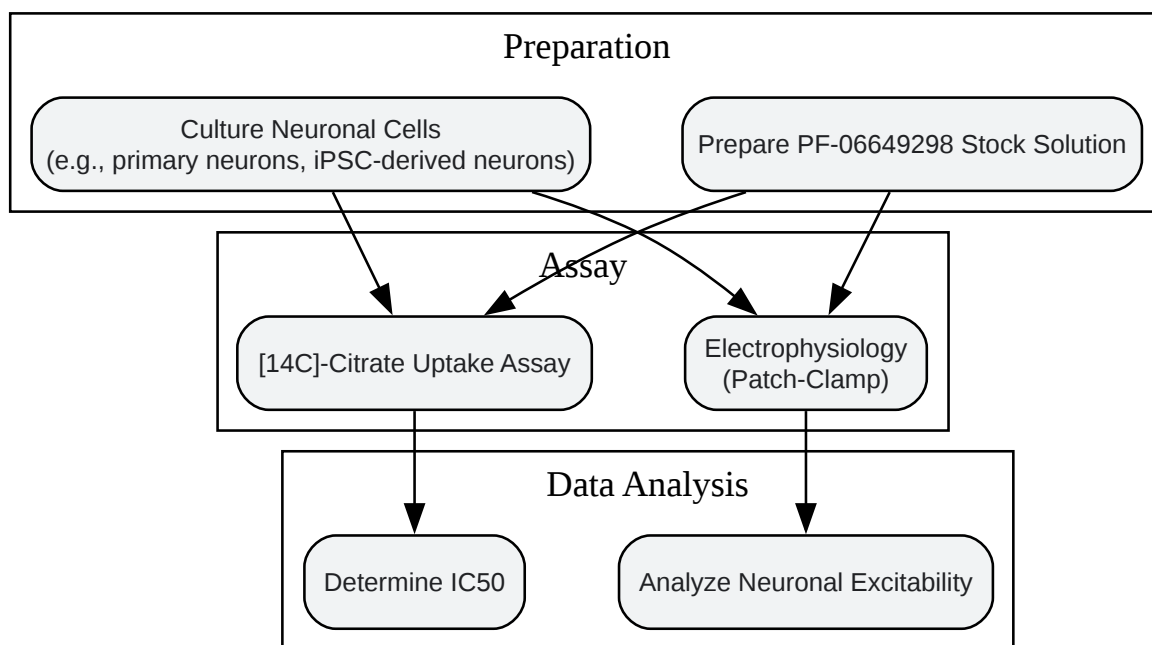 Preparation
Culture Neuronal Cells
(e.g., primary neurons, iPSC-derived neurons)
Prepare PF-06649298 Stock Solution
Assay
[14C]-Citrate Uptake Assay
Electrophysiology
(Patch-Clamp)
Data Analysis
Determine IC50
Analyze Neuronal Excitability